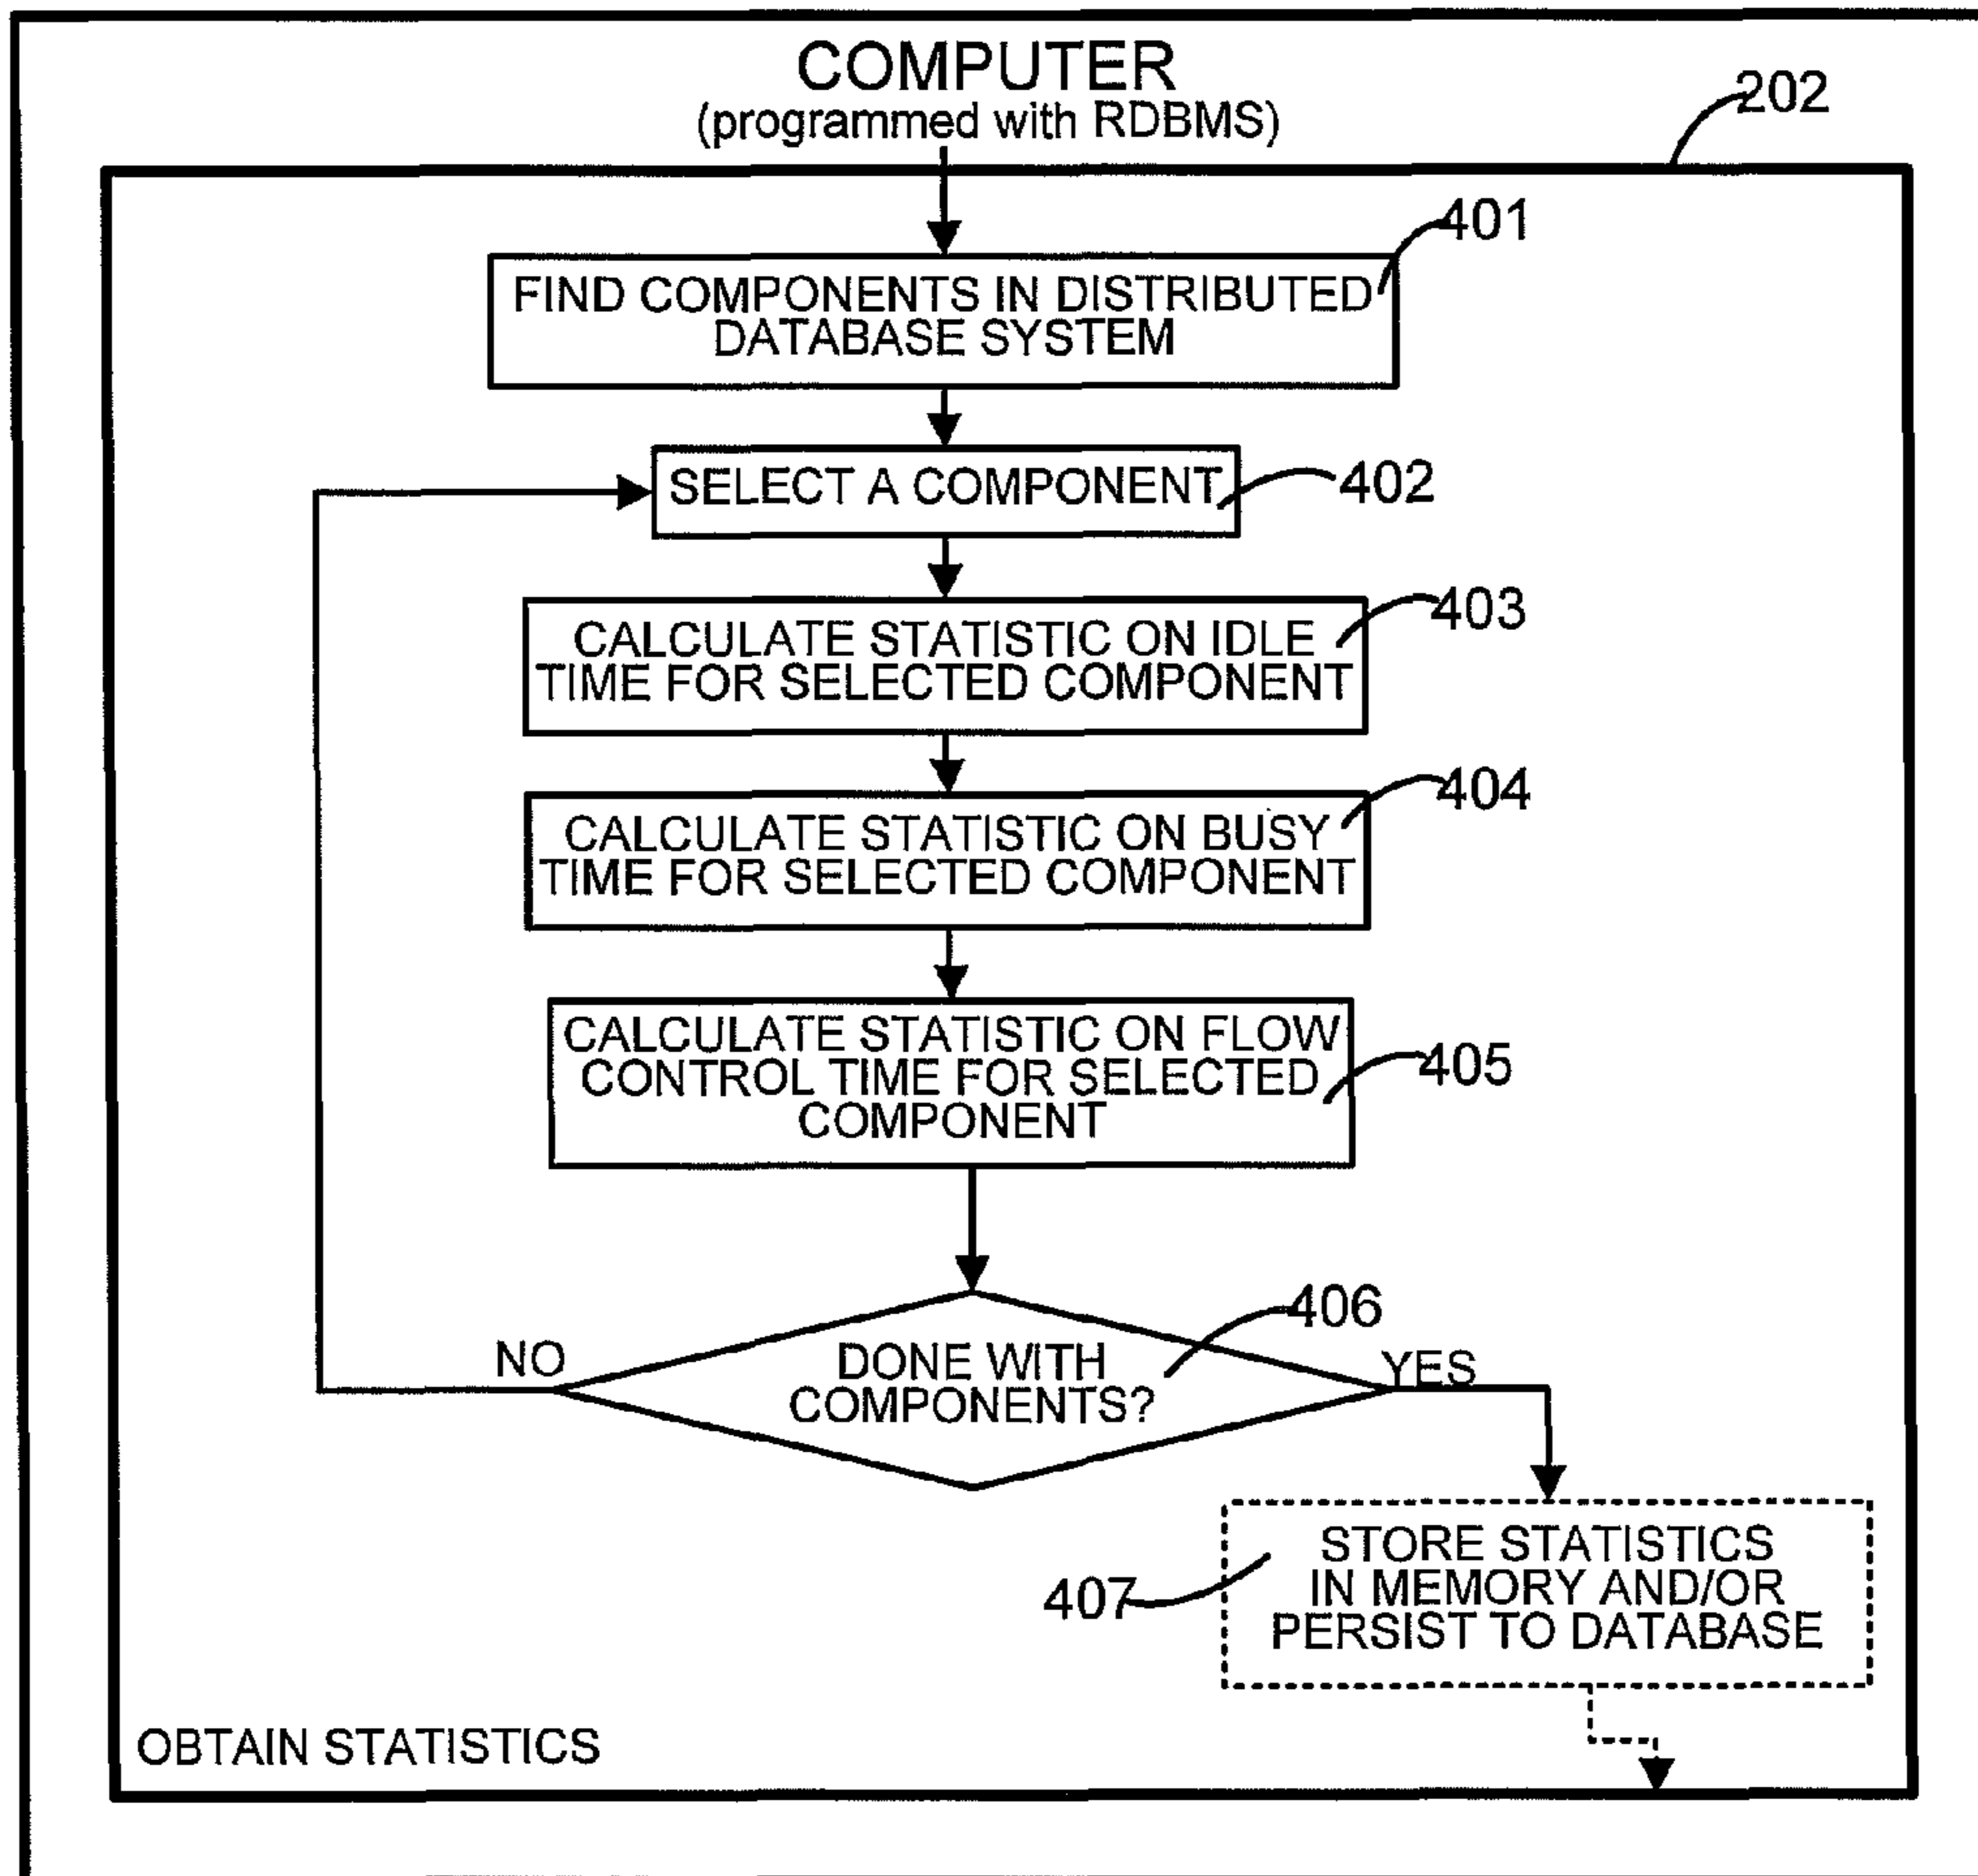 COMPUTER
(programmed with RDBMS)
202
401
FIND COMPONENTS IN DISTRIBUTED
DATABASE SYSTEM
SELECT A COMPONENT
402
403
CALCULATE STATISTIC ON IDLE
TIME FOR SELECTED COMPONENT
404
CALCULATE STATISTIC ON BUSY
TIME FOR SELECTED COMPONENT
CALCULATE STATISTIC ON FLOW
CONTROL TIME FOR SELECTED
COMPONENT
405
406
NO
DONE WITH
COMPONENTS?
YES
STORE STATISTICS
IN MEMORY AND/OR
PERSIST TO DATABASE
407
OBTAIN STATISTICS